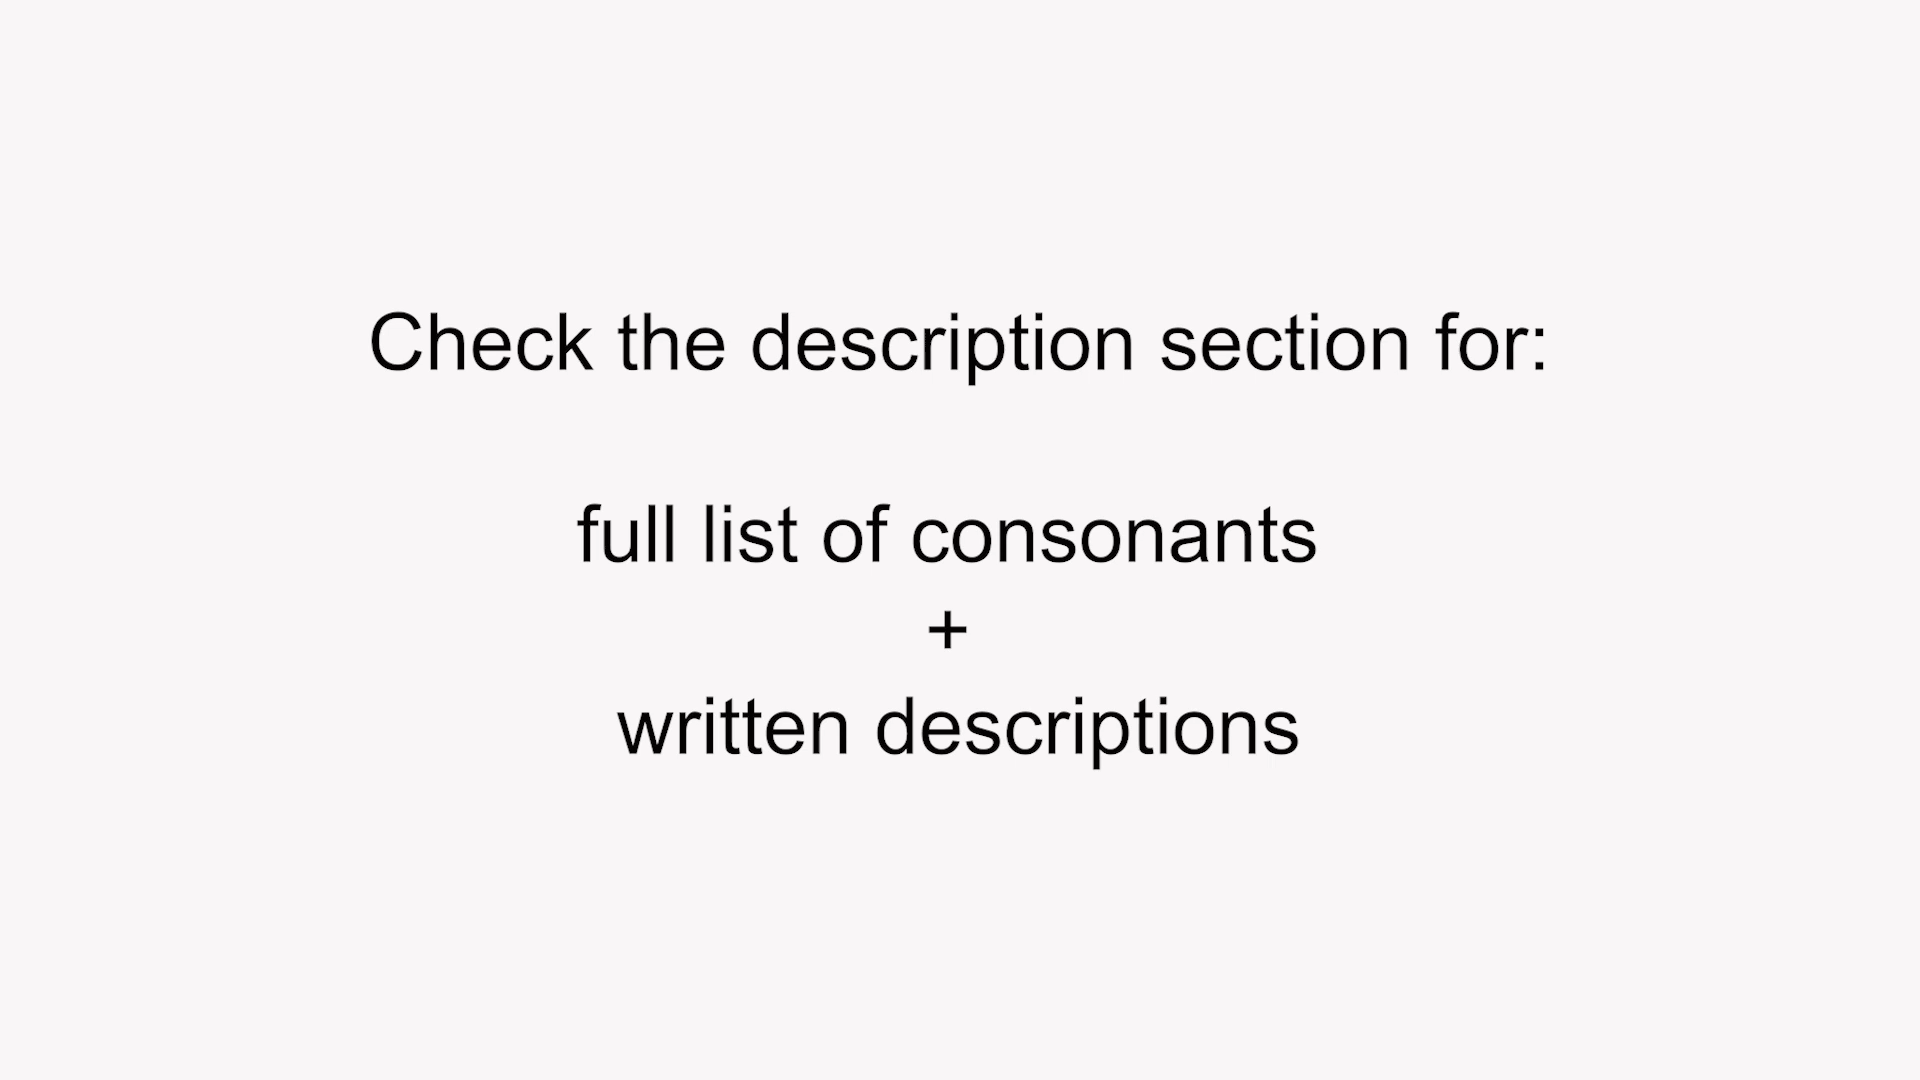 Check the description section for:
full list of consonants
+
written descriptions